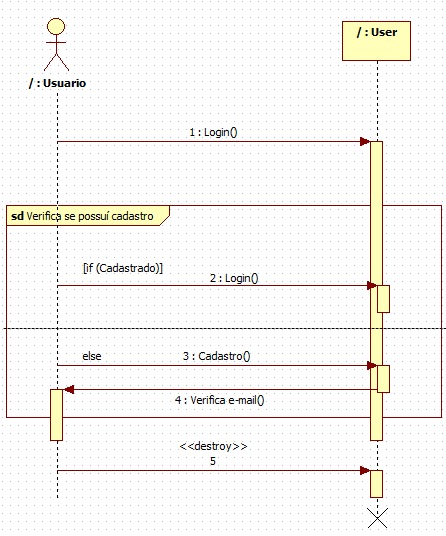 / : Usuario
/ : User
1 : Login()
sd Verifica se possuí cadastro
[if (Cadastrado)]
2 : Login()
else
3 : Cadastro()
4 : Verifica e-mail()
<<destroy>>
5